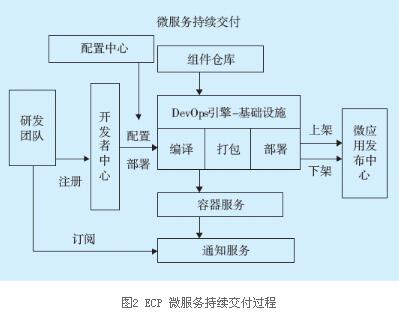 微服务持续交付
配置中心
组件仓库
研发
团队
注册
开
发
者
中
心
配置
部署
DevOps引擎-基础设施
编译
打包
部署
上架
下架
微应
用发
布中
心
容器服务
订阅
通知服务
图2 ECP 微服务持续交付过程